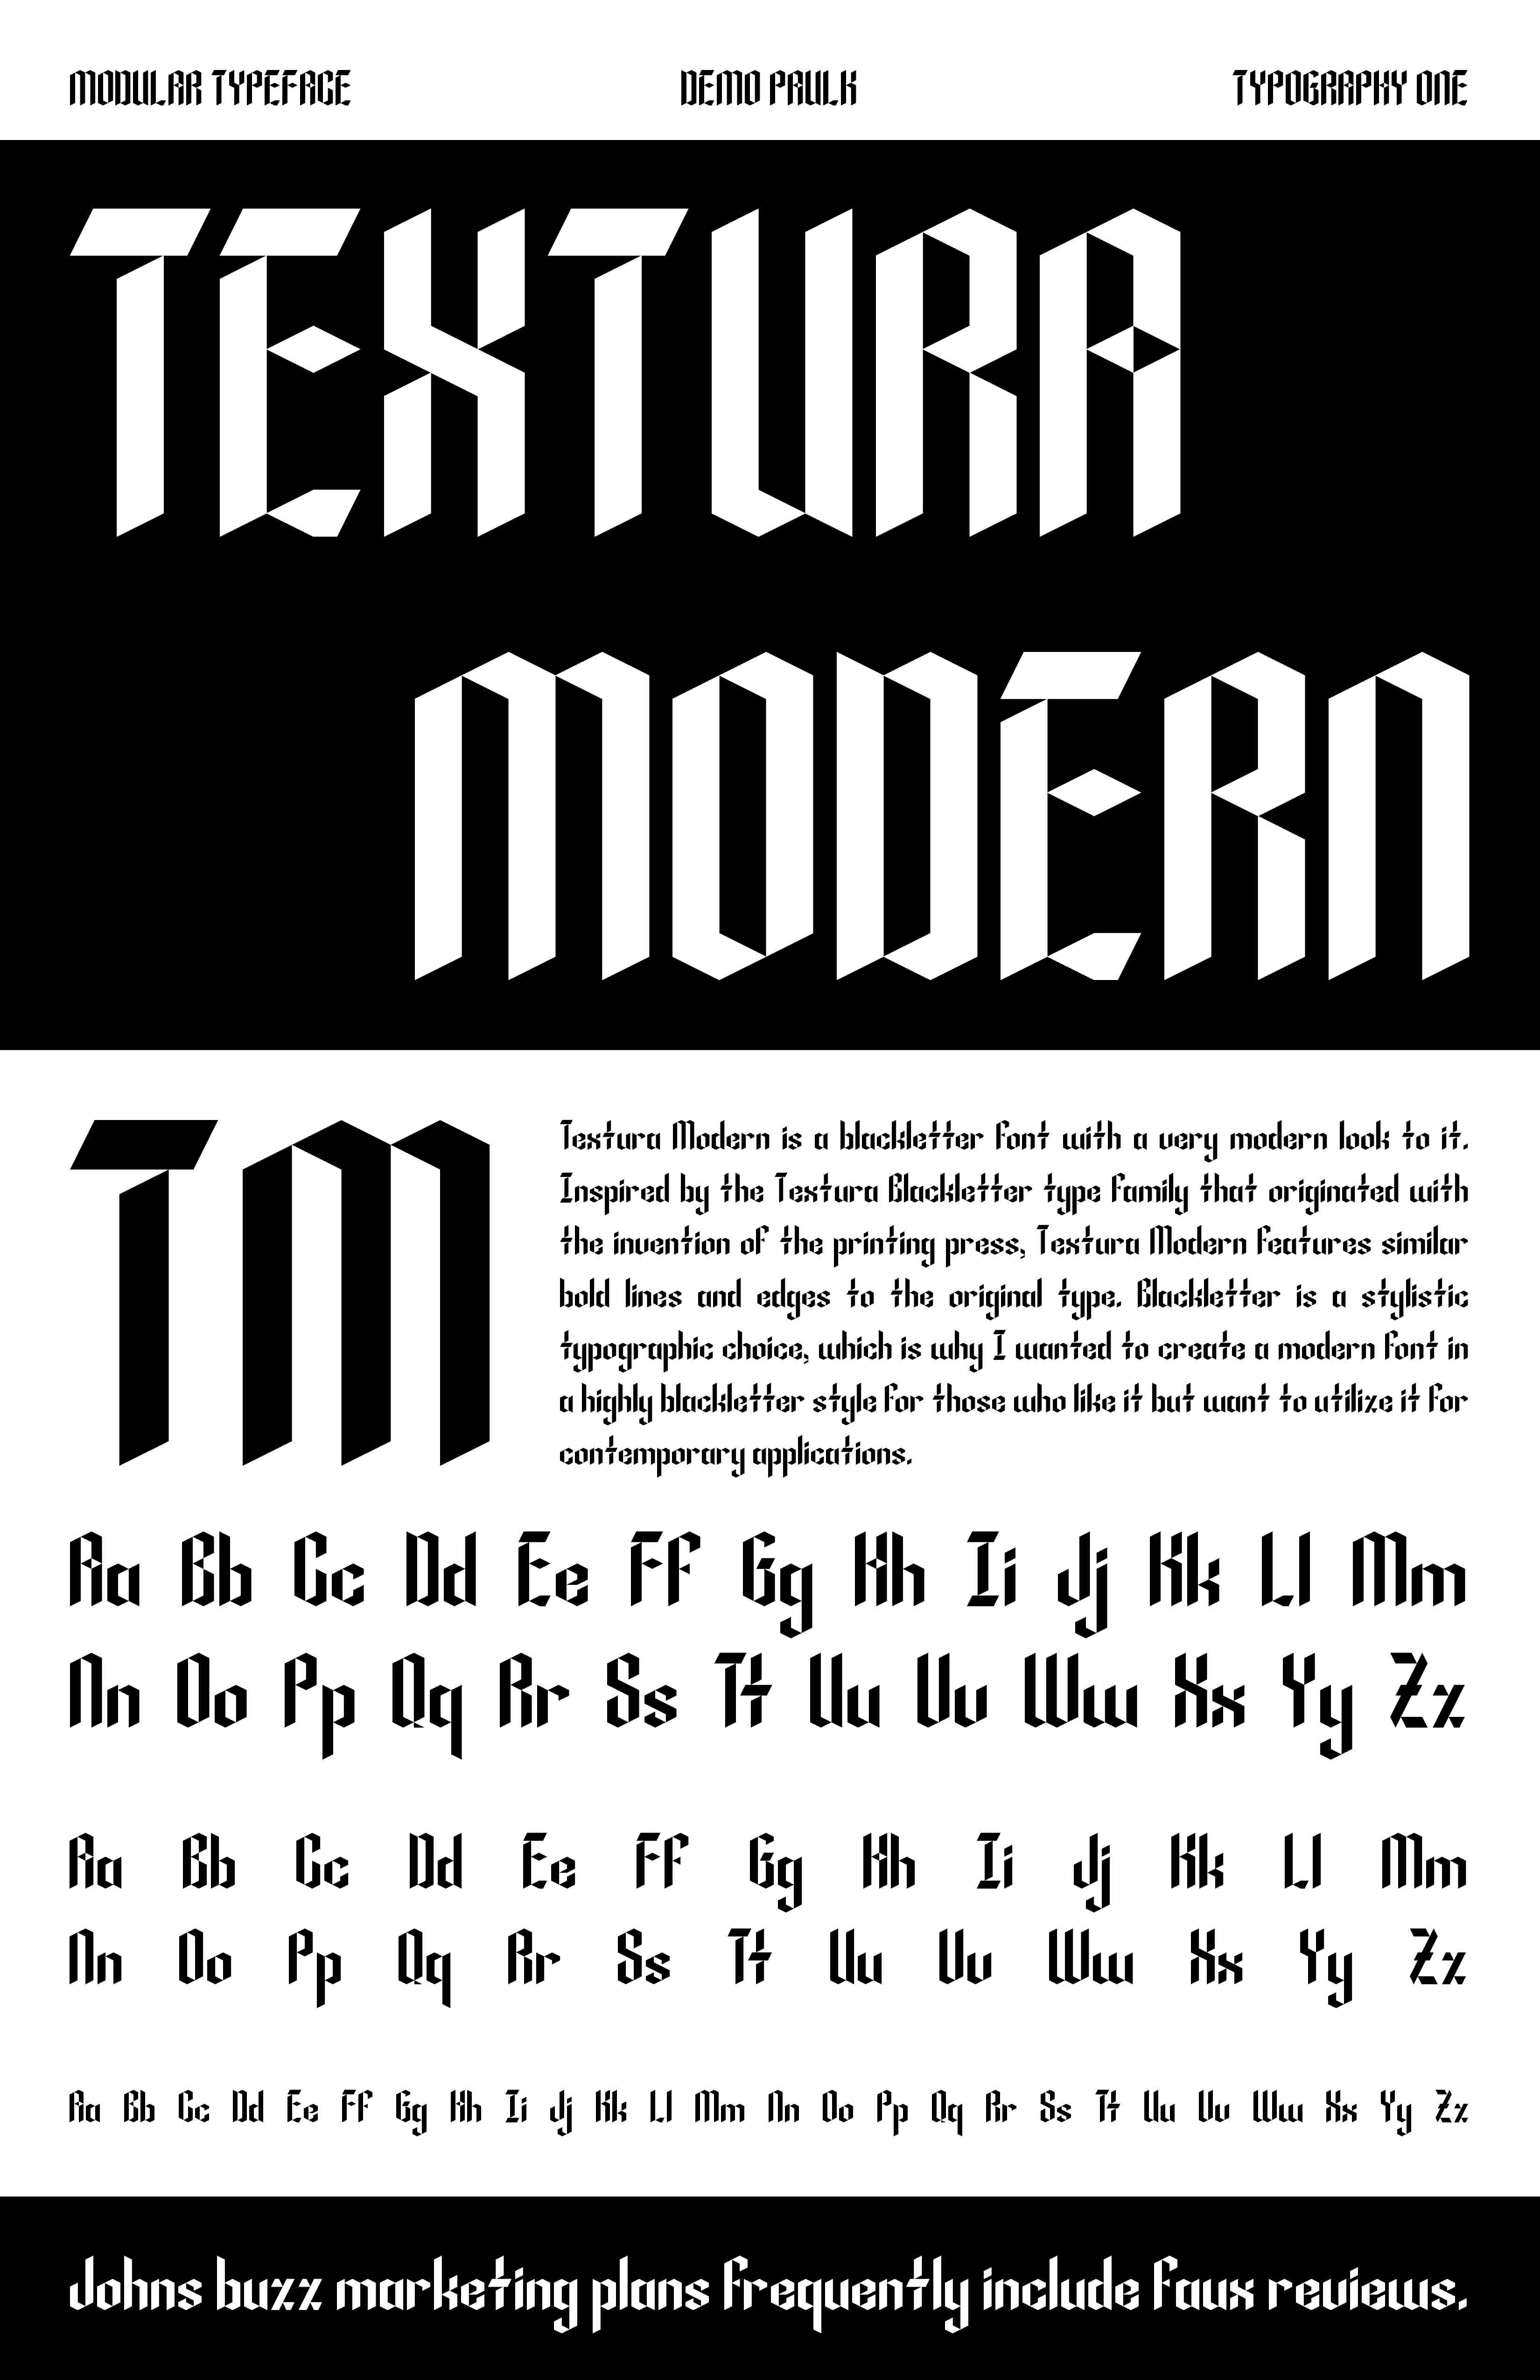 MODULAR TYPEFACE
DEMO PAULK
TYPOGRAPHY ONE
TEXTURA
MODERN
TM
Textura Modern is a blackletter font with a very modern look to it.
Inspired by the Textura Blackletter type family that originated with
the invention of the printing press, Textura Modern features similar
bold lines and edges to the original type. Blackletter is a stylistic
typographic choice, which is why I wanted to create a modern font in
a highly blackletter style for those who like it but want to utilize it for
contemporary applications.
Aa Bb Cc Dd Ee Ff Gg Hh Ii Jj Kk Ll Mm
Nn Oo Pp Qq Rr Ss Tt Uu Vv Ww Xx Yy Zz
Aa Bb Cc Dd Ee Ff Gg Hh Ii Jj Kk Ll Mm
Nn Oo Pp Qq Rr Ss Tt Uu Vv Ww Xx Yy Zz
Aa Bb Cc Dd Ee Ff Gg Hh Ii Jj Kk Ll Mm Nn Oo Pp Qq Rr Ss Tt Uu Vv Ww Xx Yy Zz
Johns buzz marketing plans frequently include faux reviews.